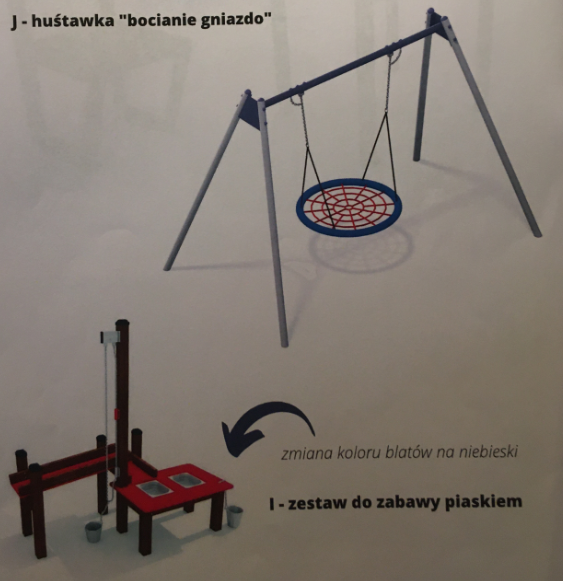 J - huśtawka "bocianie gniazdo"
zmiana koloru blatów na niebieski
I - zestaw do zabawy piaskiem